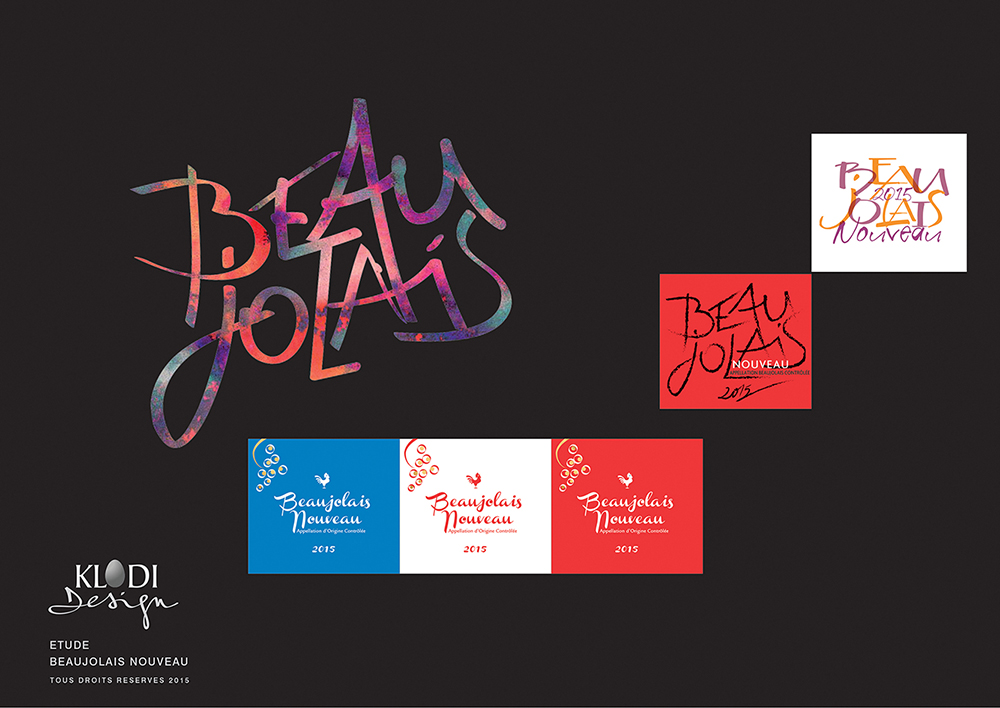 BEAU
JOLAIS
BEAU
2015
JOLAIS
Nouveau
BEAU
JOLAIS
NOUVEAU
APPELLATION BEAUJOLAIS CONTRÔLÉE
2015
Beaujolais
Nouveau
Appellation d'Origine Contrôlée
2015
Beaujolais
Nouveau
Appellation d'Origine Contrôlée
2015
Beaujolais
Nouveau
Appellation d'Origine Contrôlée
2015
KLODI
Design
ETUDE
BEAUJOLAIS NOUVEAU
TOUS DROITS RESERVES 2015